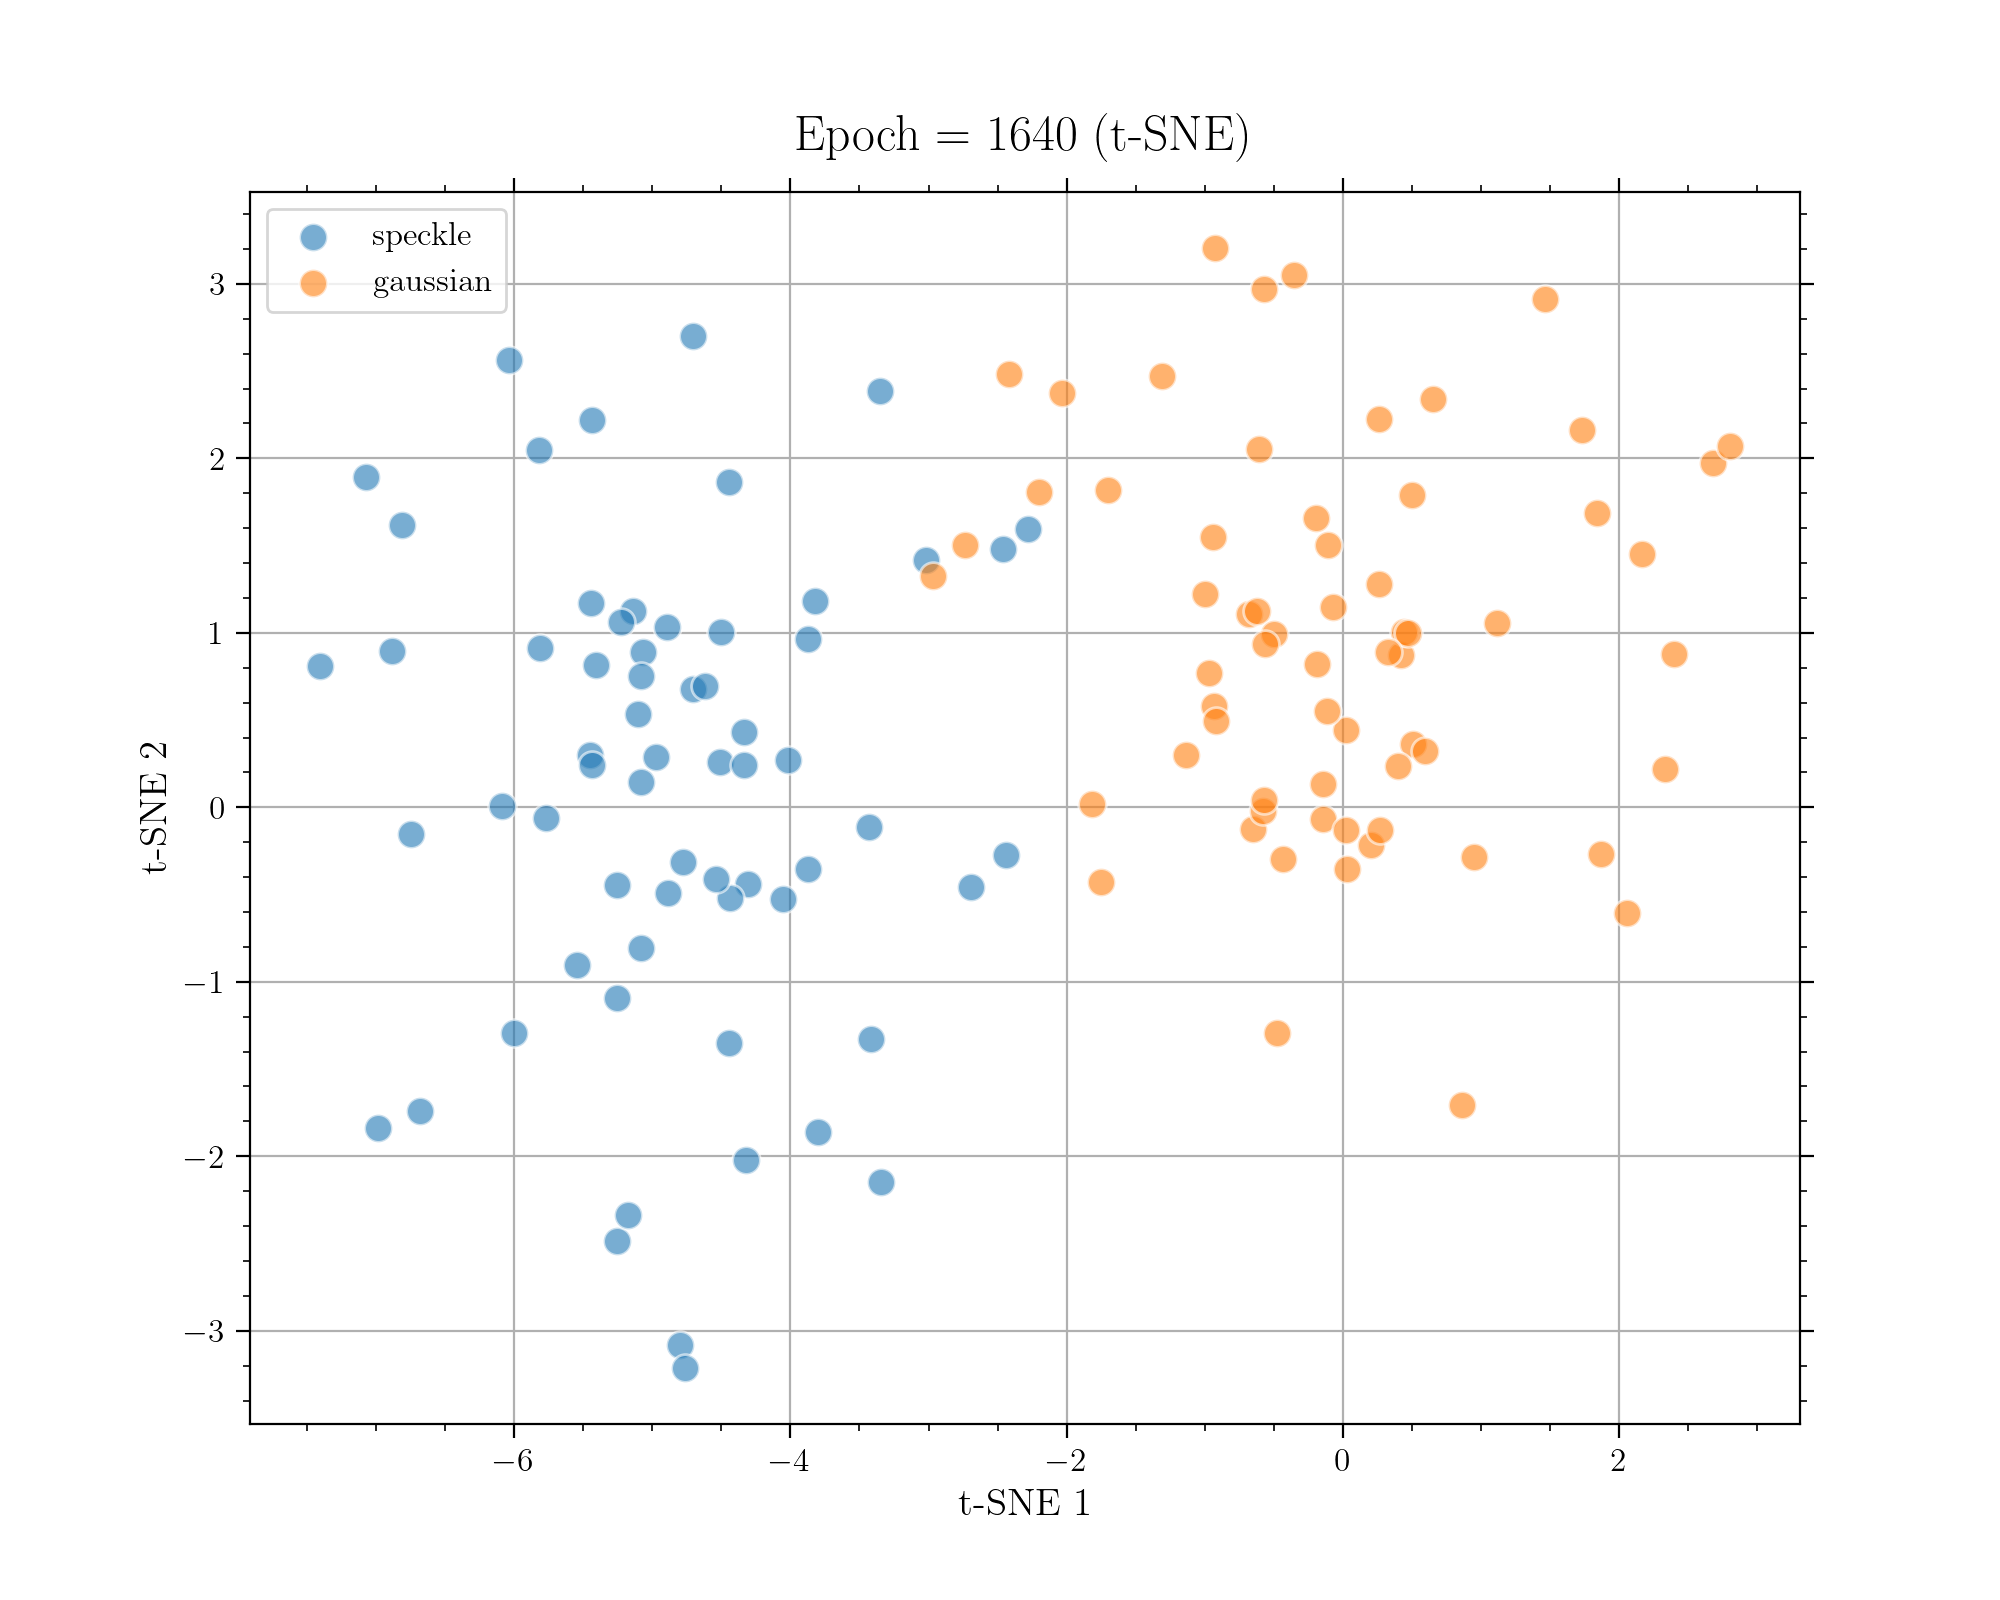 Epoch = 1640 (t-SNE)
speckle
gaussian
3
2
1
0
−1
−2
−3
t-SNE 2
−6 −4 −2 0 2
t-SNE 1